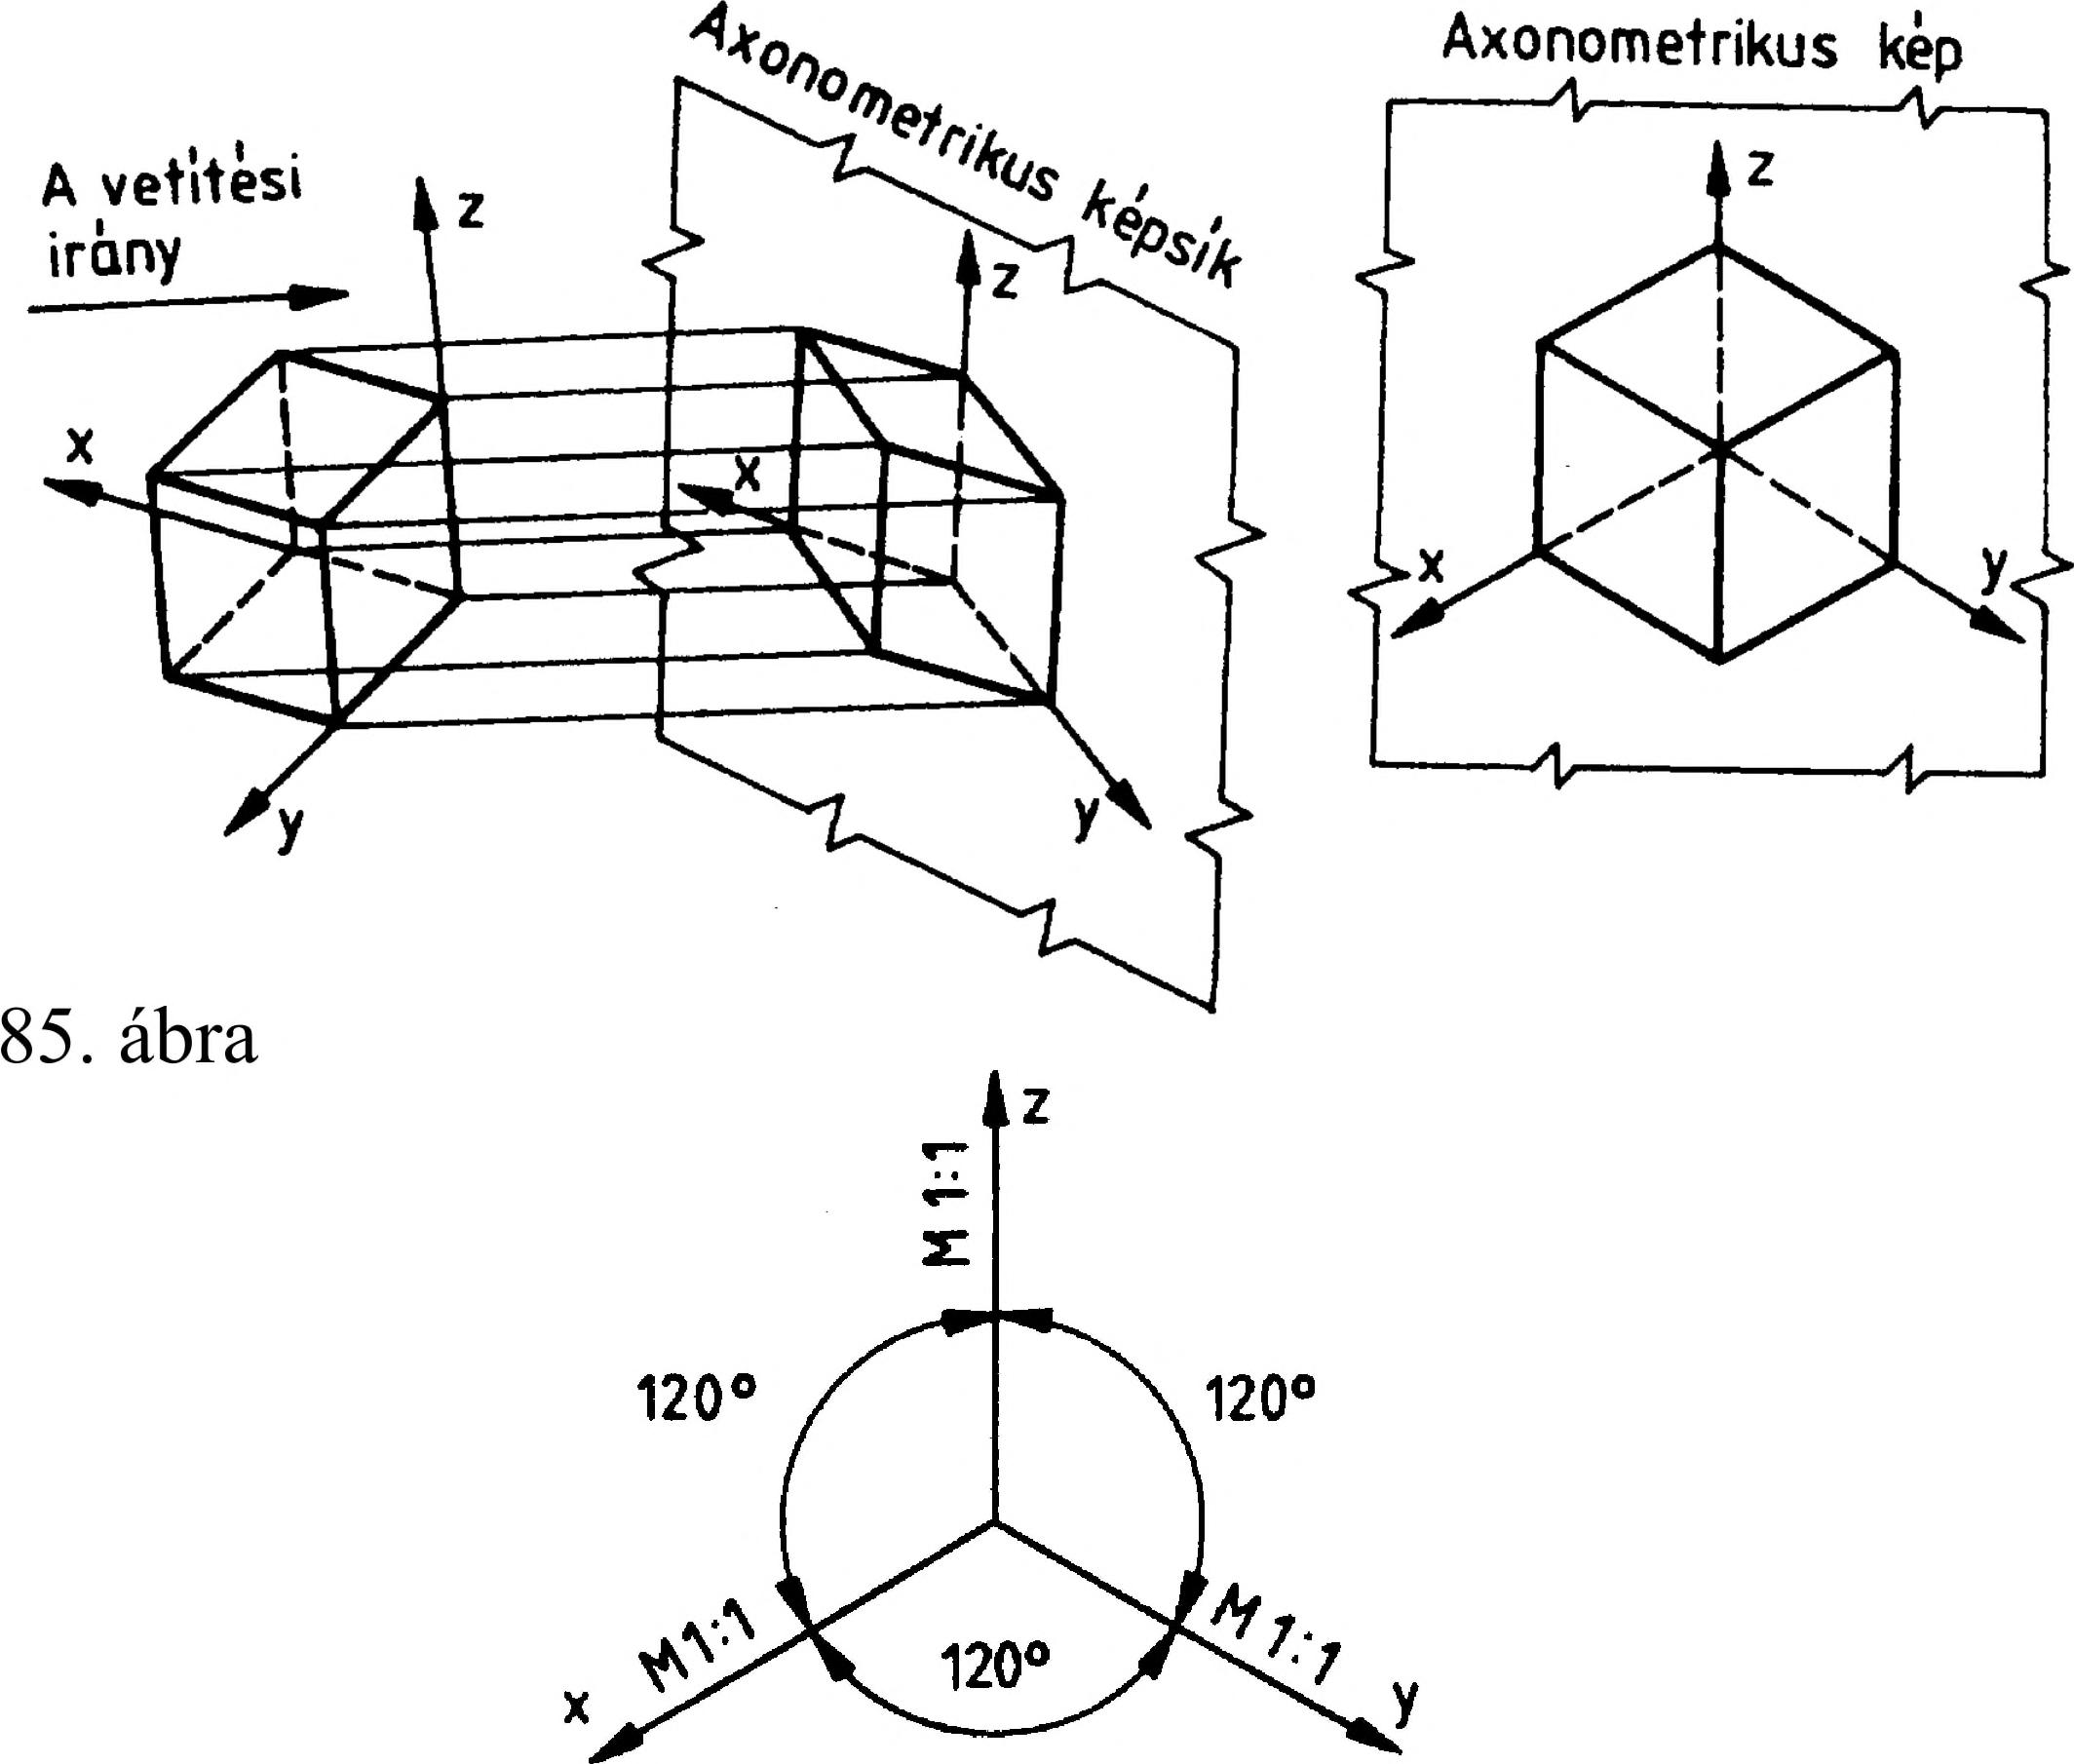 Axonometrikus képsík
A vetítési
irány
z
z
x
x
y
y
Axonometrikus kép
z
x
y
85. ábra
z
M 1:1
120°
120°
M1:1
120°
M 1:1
x
y